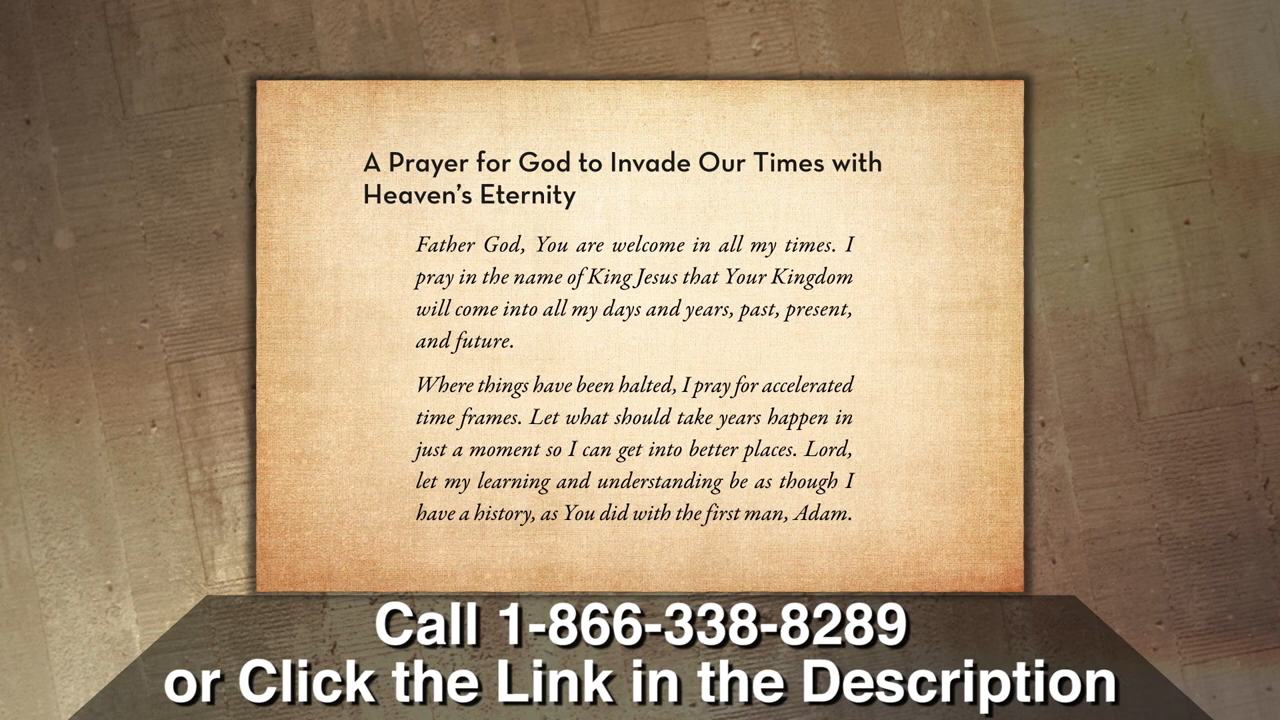 A Prayer for God to Invade Our Times with
Heaven’s Eternity
Father God, You are welcome in all my times. I
pray in the name of King Jesus that Your Kingdom
will come into all my days and years, past, present,
and future.
Where things have been halted, I pray for accelerated
time frames. Let what should take years happen in
just a moment so I can get into better places. Lord,
let my learning and understanding be as though I
have a history, as You did with the first man, Adam.
Call 1-866-338-8289
or Click the Link in the Description